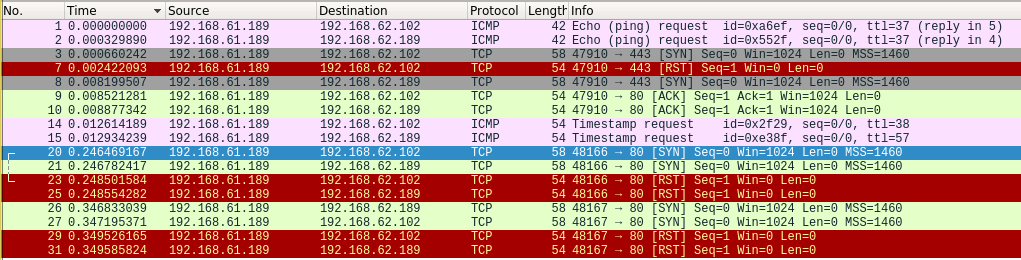 No. Time Source Destination Protocol Length Info
1 0.000000000 192.168.61.189 192.168.62.102 ICMP 42 Echo (ping) request id=0xa6ef, seq=0/0, ttl=37 (reply in 5)
2 0.000329890 192.168.61.189 192.168.62.189 ICMP 42 Echo (ping) request id=0x552f, seq=0/0, ttl=37 (reply in 4)
3 0.000660242 192.168.61.189 192.168.62.102 TCP 58 47910 → 443 [SYN] Seq=0 Win=1024 Len=0 MSS=1460
7 0.002422093 192.168.61.189 192.168.62.102 TCP 54 47910 → 443 [RST] Seq=1 Win=0 Len=0
8 0.008199507 192.168.61.189 192.168.62.189 TCP 58 47910 → 443 [SYN] Seq=0 Win=1024 Len=0 MSS=1460
9 0.008521281 192.168.61.189 192.168.62.102 TCP 54 47910 → 80 [ACK] Seq=1 Ack=1 Win=1024 Len=0
10 0.008877342 192.168.61.189 192.168.62.189 TCP 54 47910 → 80 [ACK] Seq=1 Ack=1 Win=1024 Len=0
14 0.012614189 192.168.61.189 192.168.62.102 ICMP 54 Timestamp request id=0x2f29, seq=0/0, ttl=38
15 0.012934239 192.168.61.189 192.168.62.189 ICMP 54 Timestamp request id=0xe38f, seq=0/0, ttl=57
20 0.246469167 192.168.61.189 192.168.62.102 TCP 58 48166 → 80 [SYN] Seq=0 Win=1024 Len=0 MSS=1460
21 0.246782417 192.168.61.189 192.168.62.189 TCP 58 48166 → 80 [SYN] Seq=0 Win=1024 Len=0 MSS=1460
23 0.248501584 192.168.61.189 192.168.62.102 TCP 54 48166 → 80 [RST] Seq=1 Win=0 Len=0
25 0.248554282 192.168.61.189 192.168.62.189 TCP 54 48166 → 80 [RST] Seq=1 Win=0 Len=0
26 0.346833039 192.168.61.189 192.168.62.102 TCP 58 48167 → 80 [SYN] Seq=0 Win=1024 Len=0 MSS=1460
27 0.347195371 192.168.61.189 192.168.62.189 TCP 58 48167 → 80 [SYN] Seq=0 Win=1024 Len=0 MSS=1460
29 0.349526165 192.168.61.189 192.168.62.102 TCP 54 48167 → 80 [RST] Seq=1 Win=0 Len=0
31 0.349585824 192.168.61.189 192.168.62.189 TCP 54 48167 → 80 [RST] Seq=1 Win=0 Len=0